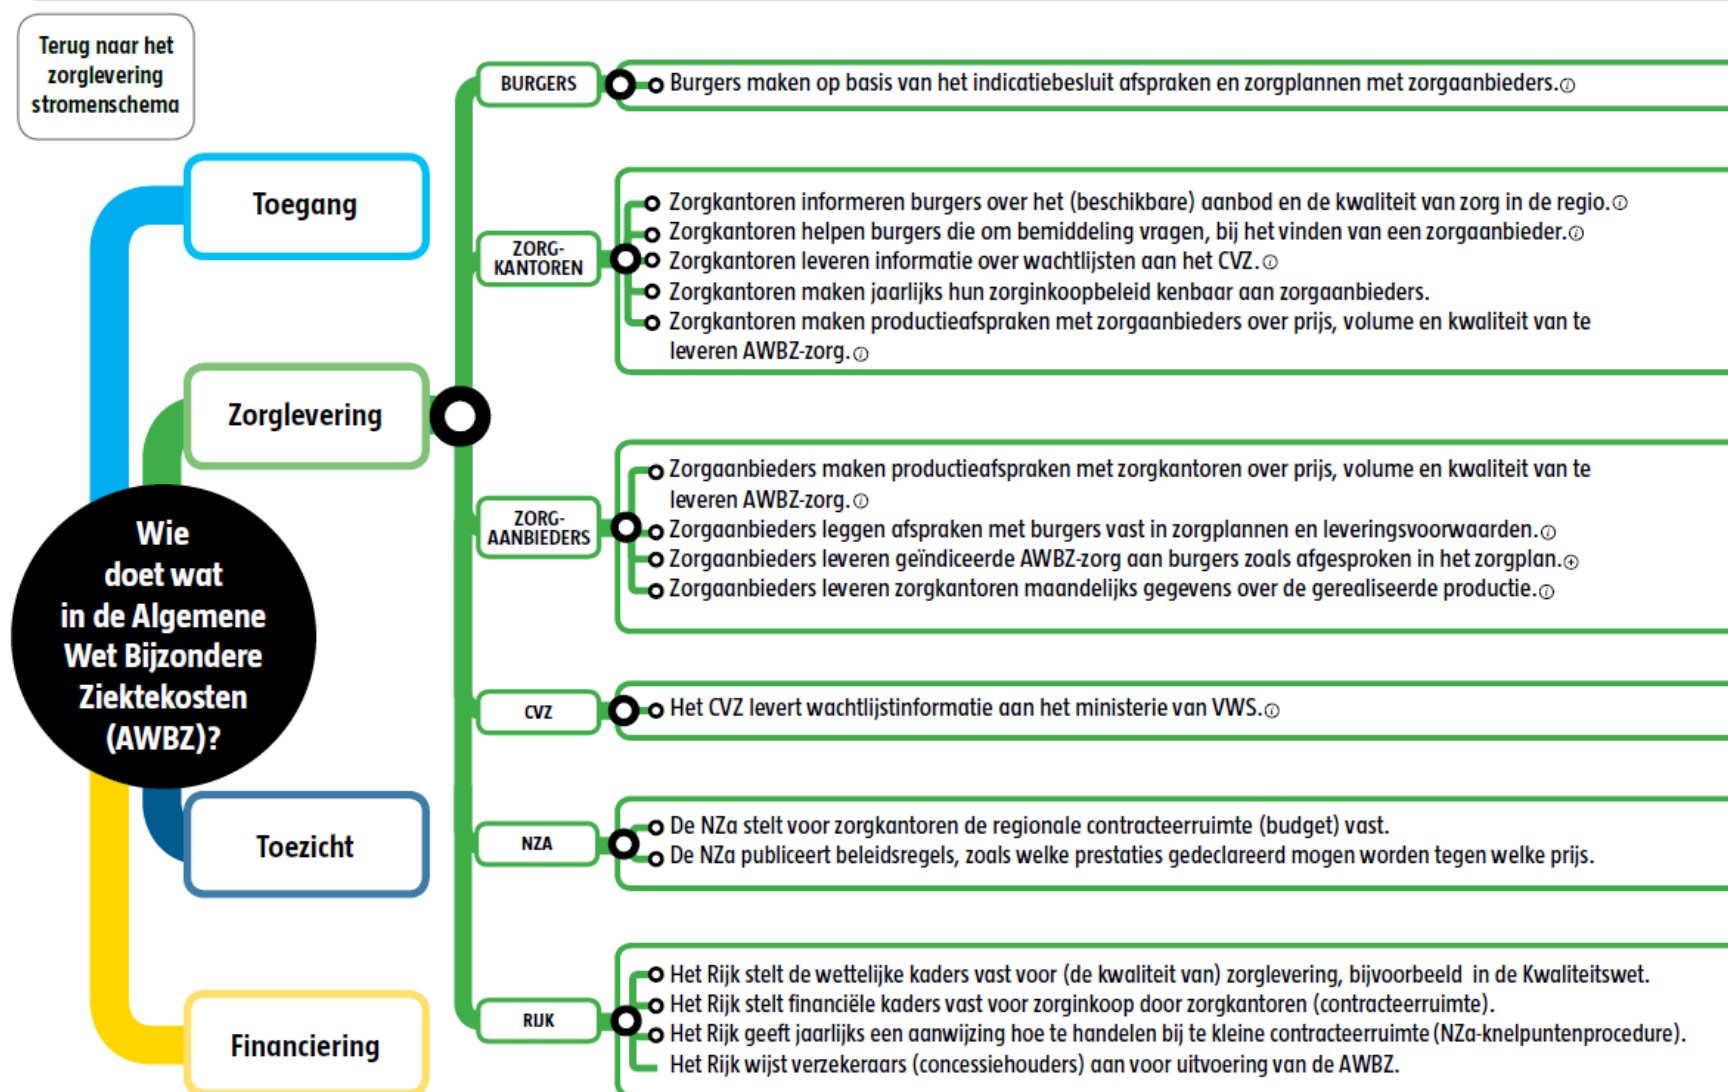 Terug naar het
zorglevering
stromenschema
Toegang
Zorglevering
Wie
doet wat
in de Algemene
Wet Bijzondere
Ziektekosten
(AWBZ)?
Toezicht
Financiering
BURGERS
Burgers maken op basis van het indicatiebesluit afspraken en zorgplannen met zorgaanbieders.
ZORG-
KANTOREN
Zorgkantoren informeren burgers over het (beschikbare) aanbod en de kwaliteit van zorg in de regio.
Zorgkantoren helpen burgers die om bemiddeling vragen, bij het vinden van een zorgaanbieder.
Zorgkantoren leveren informatie over wachtlijsten aan het CVZ.
Zorgkantoren maken jaarlijks hun zorginkoopbeleid kenbaar aan zorgaanbieders.
Zorgkantoren maken productieafspraken met zorgaanbieders over prijs, volume en kwaliteit van te
leveren AWBZ-zorg.
ZORG-
AANBIEDERS
Zorgaanbieders maken productieafspraken met zorgkantoren over prijs, volume en kwaliteit van te
leveren AWBZ-zorg.
Zorgaanbieders leggen afspraken met burgers vast in zorgplannen en leveringsvoorwaarden.
Zorgaanbieders leveren geïndiceerde AWBZ-zorg aan burgers zoals afgesproken in het zorgplan.
Zorgaanbieders leveren zorgkantoren maandelijks gegevens over de gerealiseerde productie.
CVZ
Het CVZ levert wachtlijstinformatie aan het ministerie van VWS.
NZA
De NZa stelt voor zorgkantoren de regionale contracteerruimte (budget) vast.
De NZa publiceert beleidsregels, zoals welke prestaties gedeclareerd mogen worden tegen welke prijs.
RIJK
Het Rijk stelt de wettelijke kaders vast voor (de kwaliteit van) zorglevering, bijvoorbeeld in de Kwaliteitswet.
Het Rijk stelt financiële kaders vast voor zorginkoop door zorgkantoren (contracteerruimte).
Het Rijk geeft jaarlijks een aanwijzing hoe te handelen bij te kleine contracteerruimte (NZa-knelpuntenprocedure).
Het Rijk wijst verzekeraars (concessiehouders) aan voor uitvoering van de AWBZ.